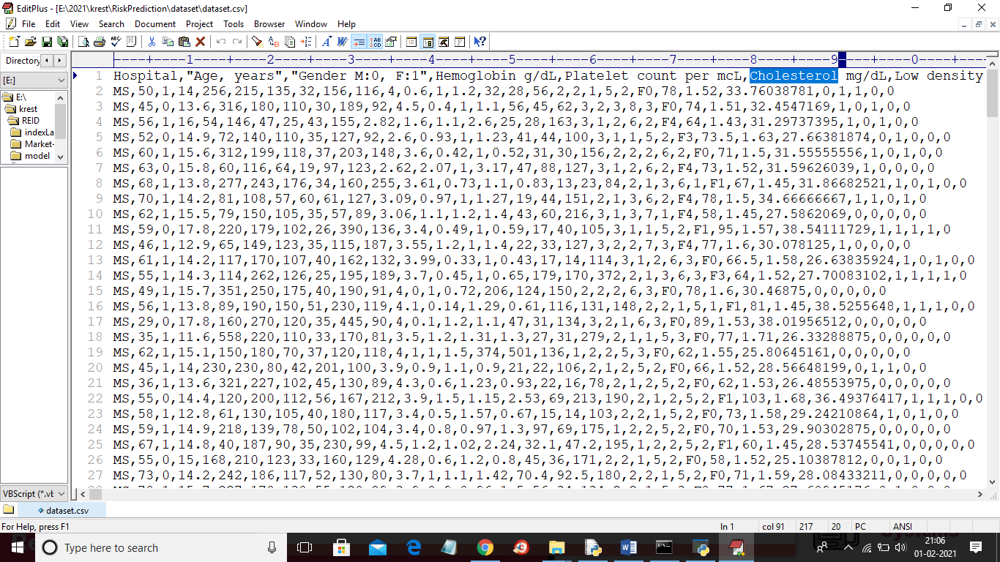 EditPlus - [E:\2021\krest\RiskPrediction\dataset\dataset.csv]
File Edit View Search Document Project Tools Browser Window Help
Directory
[E:]
E:\
krest
REID
indexLa
Market-
model
----+----1----+----2----+----3----+----4----+----5----+----6----+----7----+----8----+----9----+----0----+----
1 Hospital,"Age, years","Gender M:0, F:1",Hemoglobin g/dL,Platelet count per mcL,Cholesterol mg/dL,Low density
2 MS,50,1,14,256,215,135,32,156,116,4,0.6,1,1.2,32,28,56,2,2,1,5,2,F0,78,1.52,33.76038781,0,1,1,0,0
3 MS,45,0,13.6,316,180,110,30,189,92,4.5,0.4,1,1.1,56,45,62,3,2,3,8,3,F0,74,1.51,32.4547169,1,0,1,0,0
4 MS,56,1,16,54,146,47,25,43,155,2.82,1.6,1.1,2.6,25,28,163,3,1,2,6,2,F4,64,1.43,31.29737395,1,0,1,0,0
5 MS,52,0,14.9,72,140,110,35,127,92,2.6,0.93,1,1.23,41,44,100,3,1,1,5,2,F3,73.5,1.63,27.66381874,0,1,0,0,0
6 MS,60,1,15.6,312,199,118,37,203,148,3.6,0.42,1,0.52,31,30,156,2,2,2,6,2,F0,71,1.5,31.55555556,1,0,1,0,0
7 MS,63,0,15.8,60,116,64,19,97,123,2.62,2.07,1,3.17,47,88,127,3,1,2,6,2,F4,73,1.52,31.59626039,1,0,0,0,0
8 MS,68,1,13.8,277,243,176,34,160,255,3.61,0.73,1.1,0.83,13,23,84,2,1,3,6,1,F1,67,1.45,31.86682521,1,0,1,0,0
9 MS,70,1,14.2,81,108,57,60,61,127,3.09,0.97,1,1.27,19,44,151,2,1,3,6,2,F4,78,1.5,34.66666667,1,1,0,1,0
10 MS,62,1,15.5,79,150,105,35,57,89,3.06,1.1,1.2,1.4,43,60,216,3,1,3,7,1,F4,58,1.45,27.5862069,0,0,0,0,0
11 MS,59,0,17.8,220,179,102,26,390,136,3.4,0.49,1,0.59,17,40,105,3,1,1,5,2,F1,95,1.57,38.54111729,1,1,1,1,0
12 MS,46,1,12.9,65,149,123,35,115,187,3.55,1.2,1,1.4,22,33,127,3,2,2,7,3,F4,77,1.6,30.078125,1,0,0,0,0
13 MS,61,1,14.2,117,170,107,40,162,132,3.99,0.33,1,0.43,17,14,114,3,1,2,6,3,F0,66.5,1.58,26.63835924,1,0,1,0,0
14 MS,55,1,14.3,114,262,126,25,195,189,3.7,0.45,1,0.65,179,170,372,2,1,3,6,3,F3,64,1.52,27.70083102,1,1,1,1,0
15 MS,49,1,15.7,351,250,175,40,190,91,4,0,1,0.72,206,124,150,2,2,2,6,3,F0,78,1.6,30.46875,0,0,0,0,0
16 MS,56,1,13.8,89,190,150,51,230,119,4.1,0.14,1.29,0.61,116,131,148,2,2,1,5,1,F1,81,1.45,38.5255648,1,1,1,0,0
17 MS,29,0,17.8,160,270,120,35,445,90,4,0.1,1.2,1.1,47,31,134,3,2,1,6,3,F0,89,1.53,38.01956512,0,0,0,0,0
18 MS,35,1,11.6,558,220,110,33,170,81,3.5,1.2,1.31,1.3,27,31,279,2,1,1,5,3,F0,77,1.71,26.33288875,0,0,0,0,0
19 MS,62,1,15.1,150,180,70,37,120,118,4,1,1,1.5,374,501,136,1,2,2,5,3,F0,62,1.55,25.80645161,0,0,0,0,0
20 MS,45,1,14,230,230,80,42,201,100,3.9,0.9,1.1,0.9,21,22,106,2,1,2,5,2,F0,66,1.52,28.56648199,0,1,1,0,0
21 MS,36,1,13.6,321,227,102,45,130,89,4.3,0.6,1.23,0.93,22,16,78,2,1,2,5,2,F0,62,1.53,26.48553975,0,0,0,0,0
22 MS,55,0,14.4,120,200,112,56,167,212,3.9,1.5,1.15,2.53,69,213,190,2,1,2,5,2,F1,103,1.68,36.49376417,1,1,1,0,0
23 MS,58,1,12.8,61,130,105,40,180,117,3.4,0.5,1.57,0.67,15,14,103,2,2,1,5,2,F0,73,1.58,29.24210864,1,0,1,0,0
24 MS,59,1,14.9,218,139,78,50,102,104,3.4,0.8,0.97,1.3,97,69,175,1,2,2,5,2,F0,70,1.53,29.90302875,0,0,0,0,0
25 MS,67,1,14.8,40,187,90,35,230,99,4.5,1.2,1.02,2.24,32.1,47.2,195,1,2,2,5,2,F1,60,1.45,28.53745541,0,0,0,0,0
26 MS,55,0,15,168,210,123,33,160,129,4.28,0.6,1.2,0.8,45,36,171,2,2,1,5,2,F0,58,1.52,25.10387812,0,1,0,0,0
27 MS,73,0,14.2,242,186,117,52,130,80,3.7,1,1.1,1.42,70.4,92.5,180,2,2,1,5,2,F0,71,1.59,28.08433211,0,0,0,0,0
VBScript (*.vb
dataset.csv
For Help, press F1 ln 1 col 91 217 20 PC ANSI
Type here to search
21:06
01-02-2021